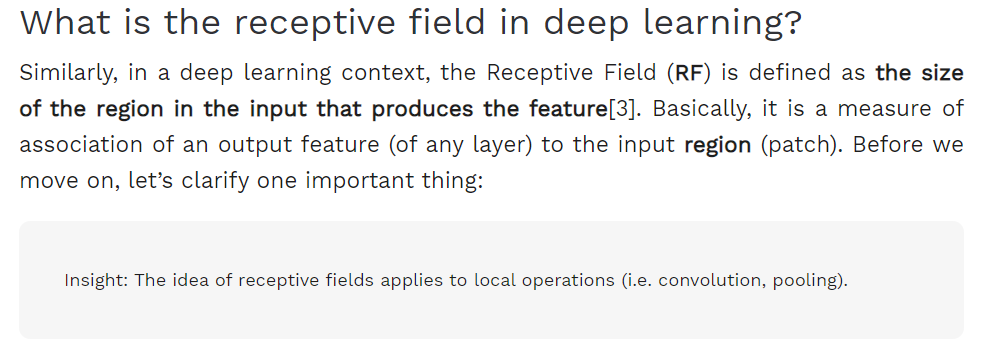 What is the receptive field in deep learning?
Similarly, in a deep learning context, the Receptive Field (RF) is defined as the size
of the region in the input that produces the feature[3]. Basically, it is a measure of
association of an output feature (of any layer) to the input region (patch). Before we
move on, let’s clarify one important thing:
Insight: The idea of receptive fields applies to local operations (i.e. convolution, pooling).